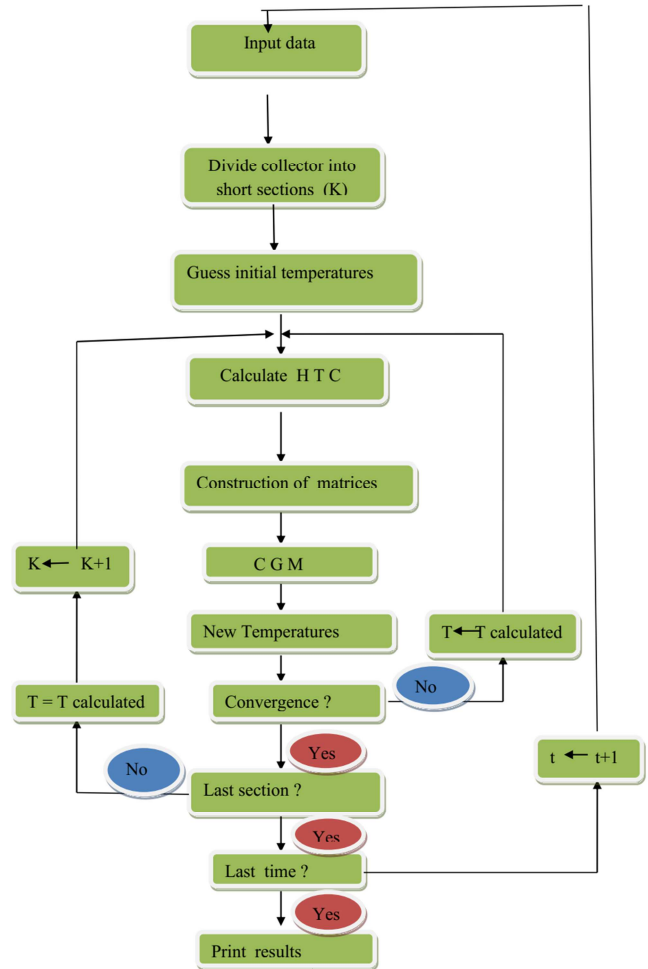 Input data
Divide collector into
short sections (K)
Guess initial temperatures
Calculate H T C
Construction of matrices
K ← K+1
C G M
New Temperatures
T ← T calculated
T = T calculated
Convergence ?
No
Yes
No
t ← t+1
Last section ?
Yes
Last time ?
Yes
Print results